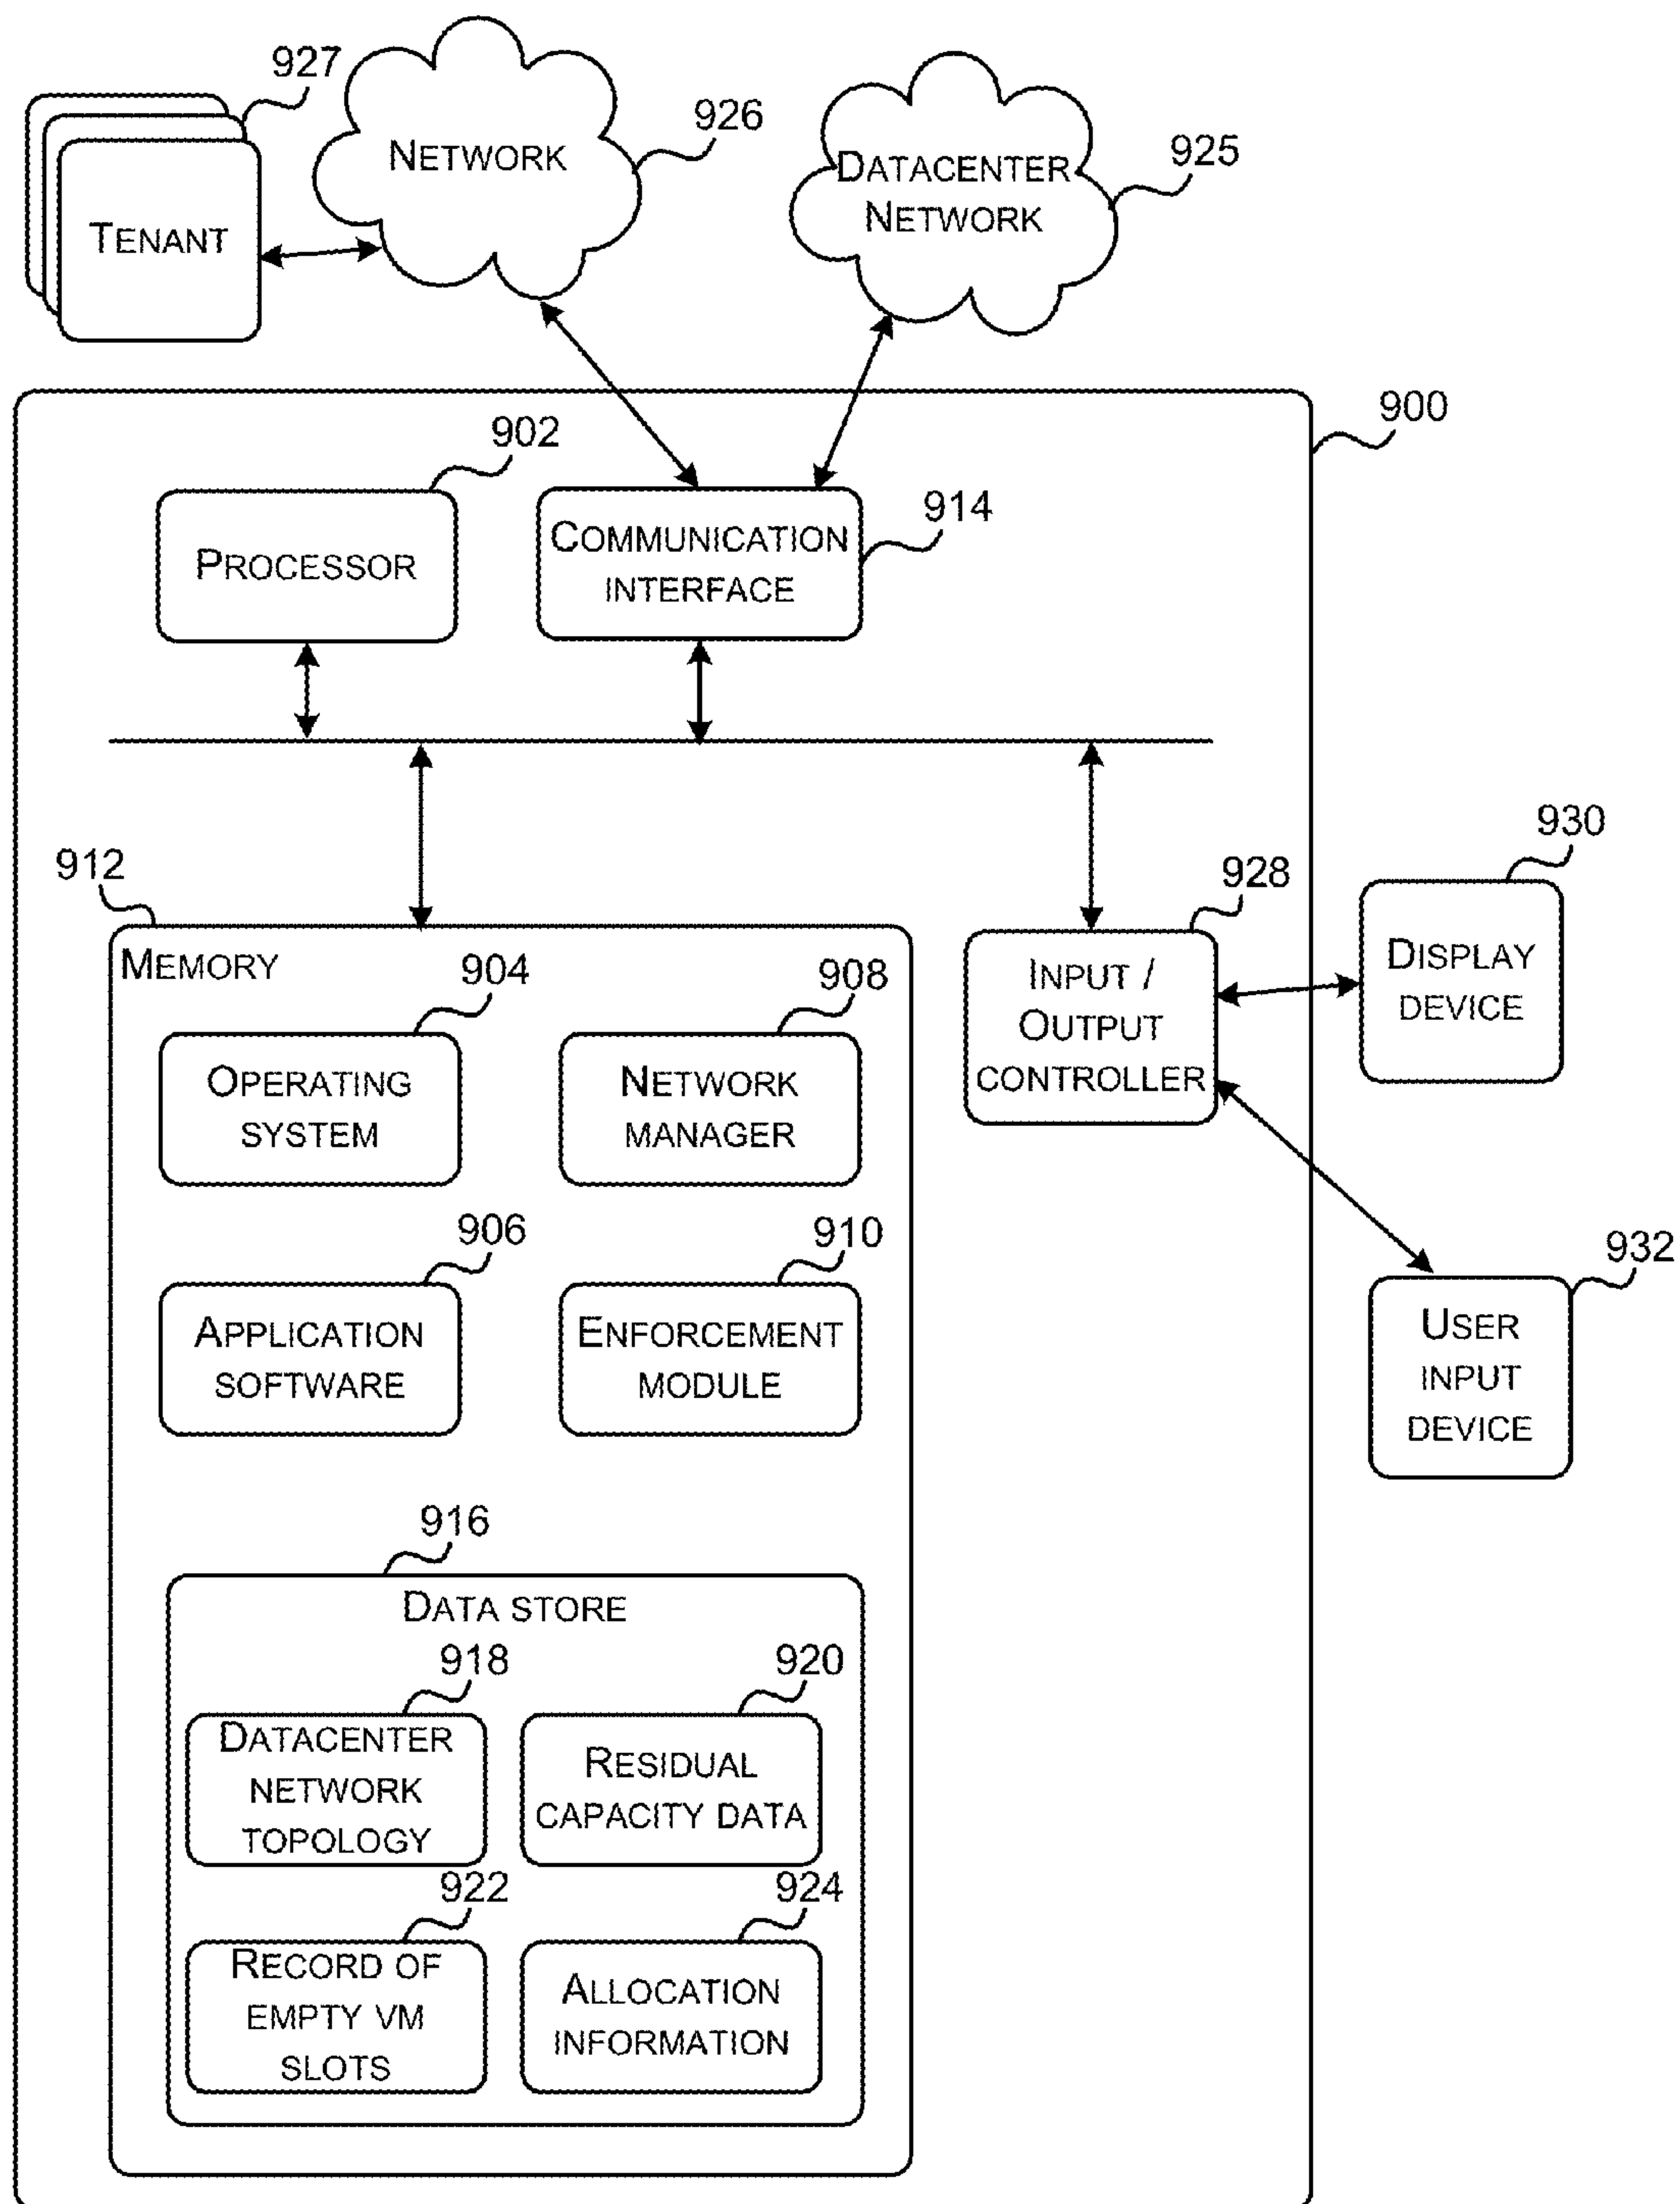 927
NETWORK
926
DATACENTER
NETWORK
925
TENANT
900
902
PROCESSOR
COMMUNICATION
INTERFACE
914
912
MEMORY
904
OPERATING
SYSTEM
908
NETWORK
MANAGER
928
INPUT /
OUTPUT
CONTROLLER
930
DISPLAY
DEVICE
906
APPLICATION
SOFTWARE
910
ENFORCEMENT
MODULE
932
USER
INPUT
DEVICE
916
DATA STORE
918
DATACENTER
NETWORK
TOPOLOGY
920
RESIDUAL
CAPACITY DATA
922
RECORD OF
EMPTY VM
SLOTS
924
ALLOCATION
INFORMATION